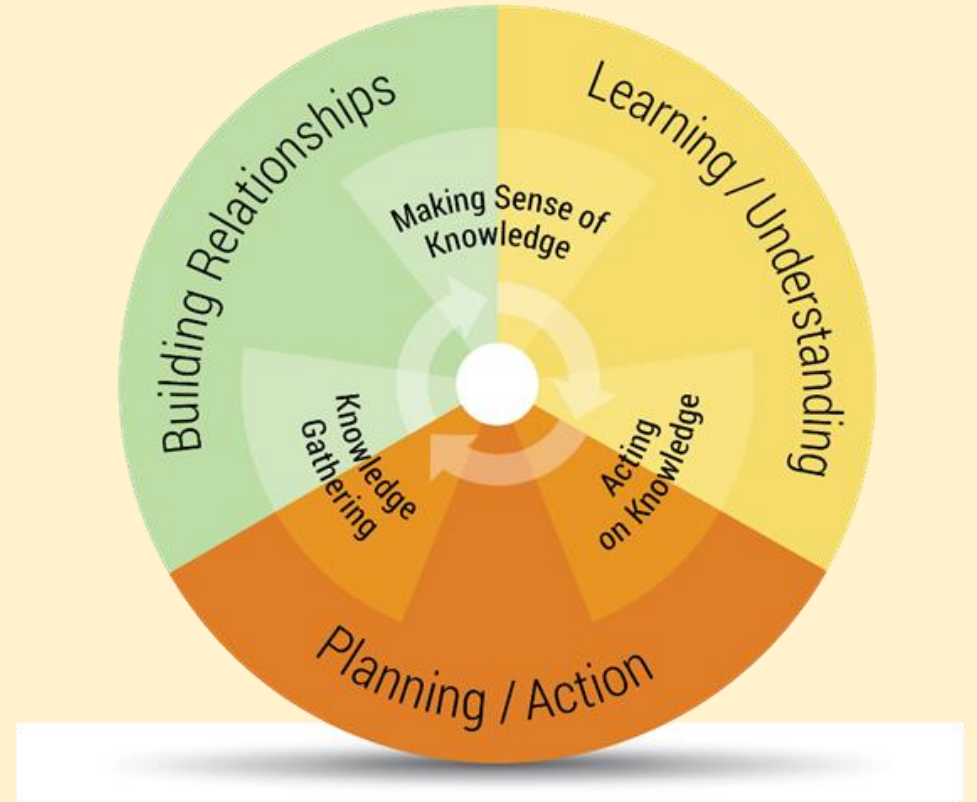 Building Relationships
Learning / Understanding
Making Sense of
Knowledge
Knowledge
Gathering
Acting
on Knowledge
Planning / Action